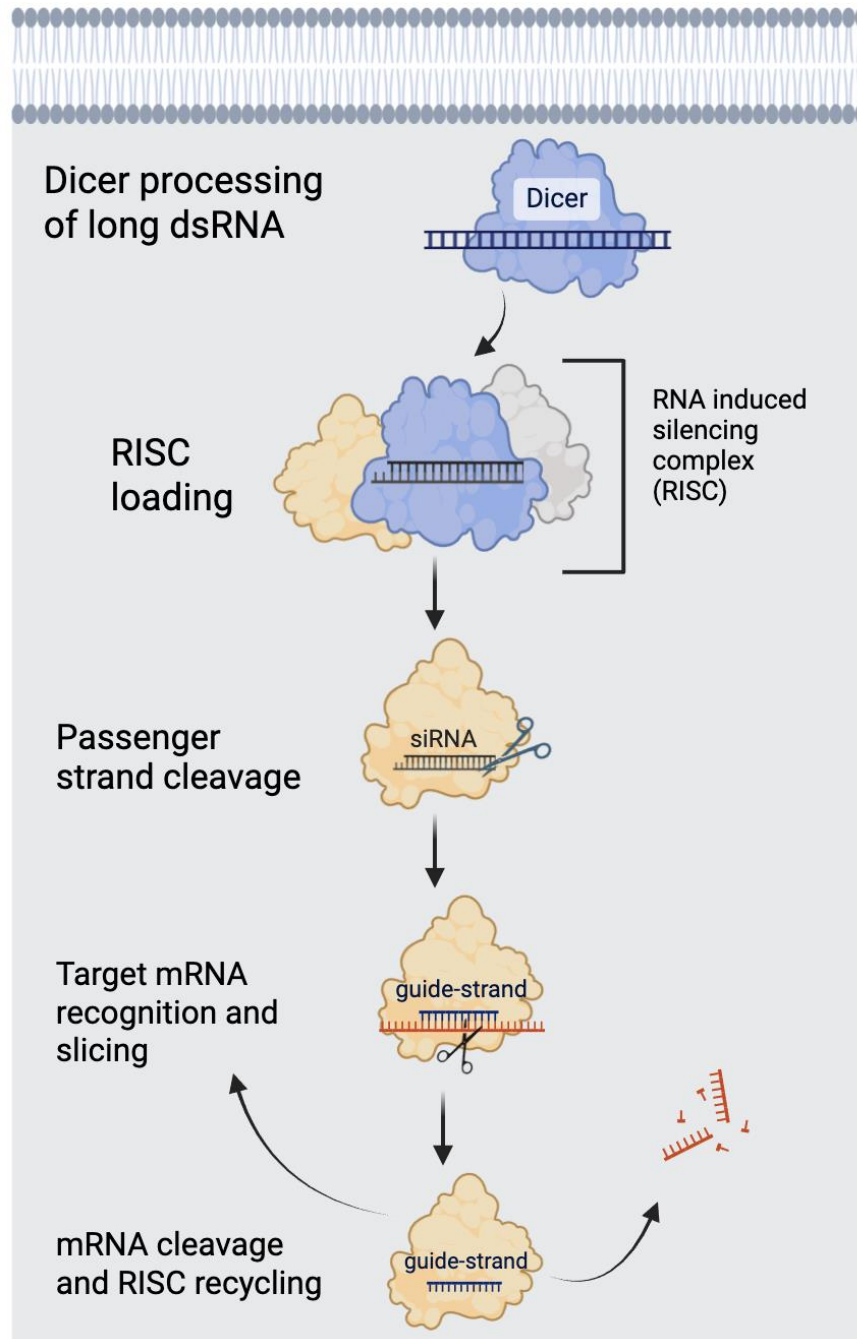 Dicer processing
of long dsRNA
Dicer
RISC
loading
RNA induced
silencing
complex
(RISC)
Passenger
strand cleavage
siRNA
Target mRNA
recognition and
slicing
guide-strand
mRNA cleavage
and RISC recycling
guide-strand